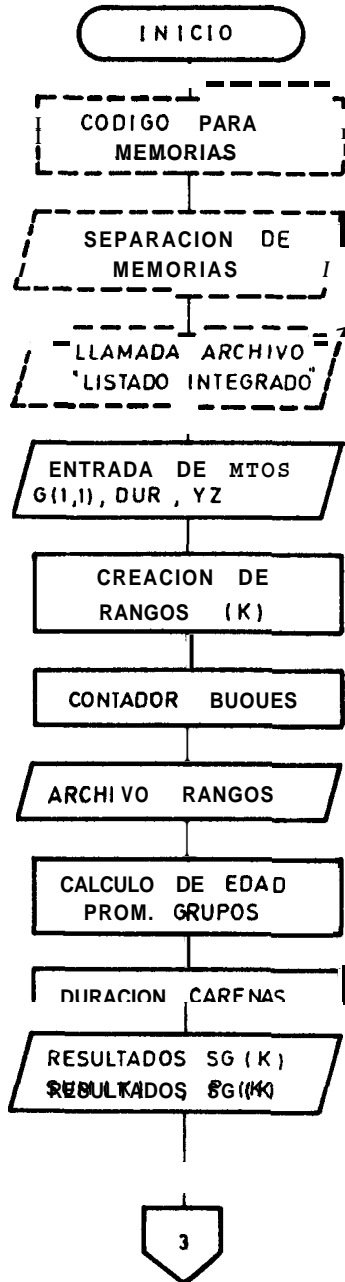 INICIO
CODIGO PARA
MEMORIAS
SEPARACION DE
MEMORIAS
LLAMADA ARCHIVO
"LISTADO INTEGRADO"
ENTRADA DE MTOS
G(1,1), DUR, YZ
CREACION DE
RANGOS (K)
CONTADOR BUQUES
ARCHIVO RANGOS
CALCULO DE EDAD
PROM. GRUPOS
DURACION CARENAS
RESULTADOS SG(K)
3